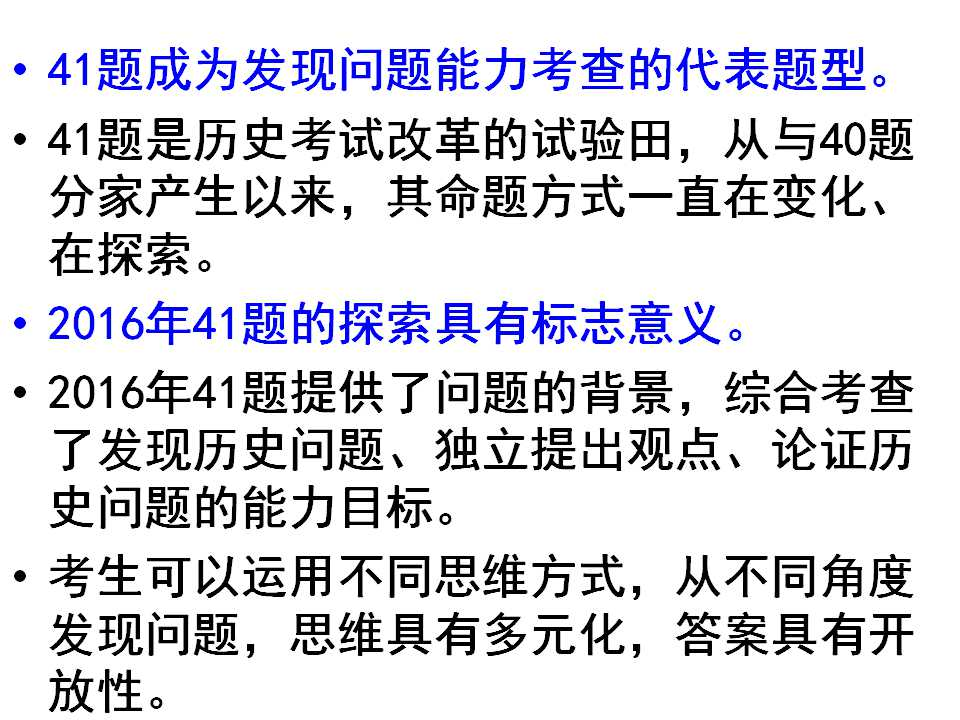 • 41题成为发现问题能力考查的代表题型。
• 41题是历史考试改革的试验田，从与40题
分家产生以来，其命题方式一直在变化、
在探索。
• 2016年41题的探索具有标志意义。
• 2016年41题提供了问题的背景，综合考查
了发现历史问题、独立提出观点、论证历
史问题的能力目标。
• 考生可以运用不同思维方式，从不同角度
发现问题，思维具有多元化，答案具有开
放性。